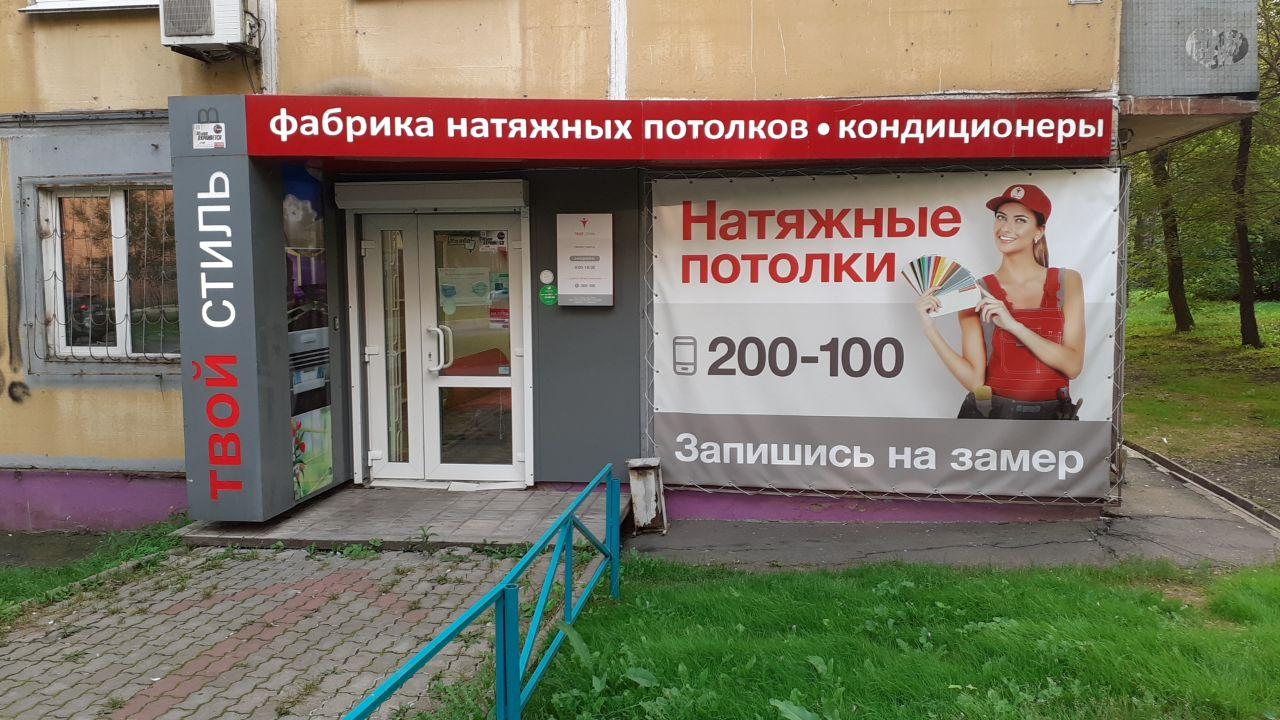 фабрика натяжных потолков • кондиционеры
ТВОЙ СТИЛЬ
Натяжные
потолки
200-100
Запишись на замер